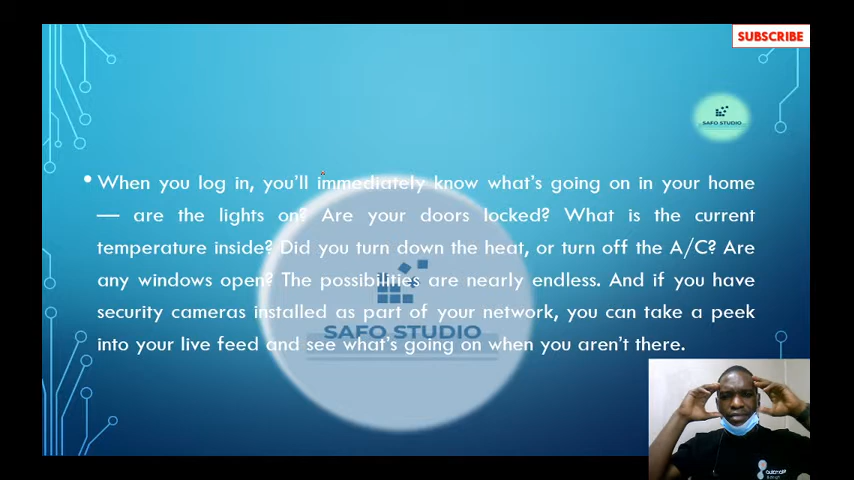 SUBSCRIBE
SAFO STUDIO
• When you log in, you'll immediately know what's going on in your home
— are the lights on? Are your doors locked? What is the current
temperature inside? Did you turn down the heat, or turn off the A/C? Are
any windows open? The possibilities are nearly endless. And if you have
security cameras installed as part of your network, you can take a peek
into your live feed and see what's going on when you aren't there.
SAFO STUDIO